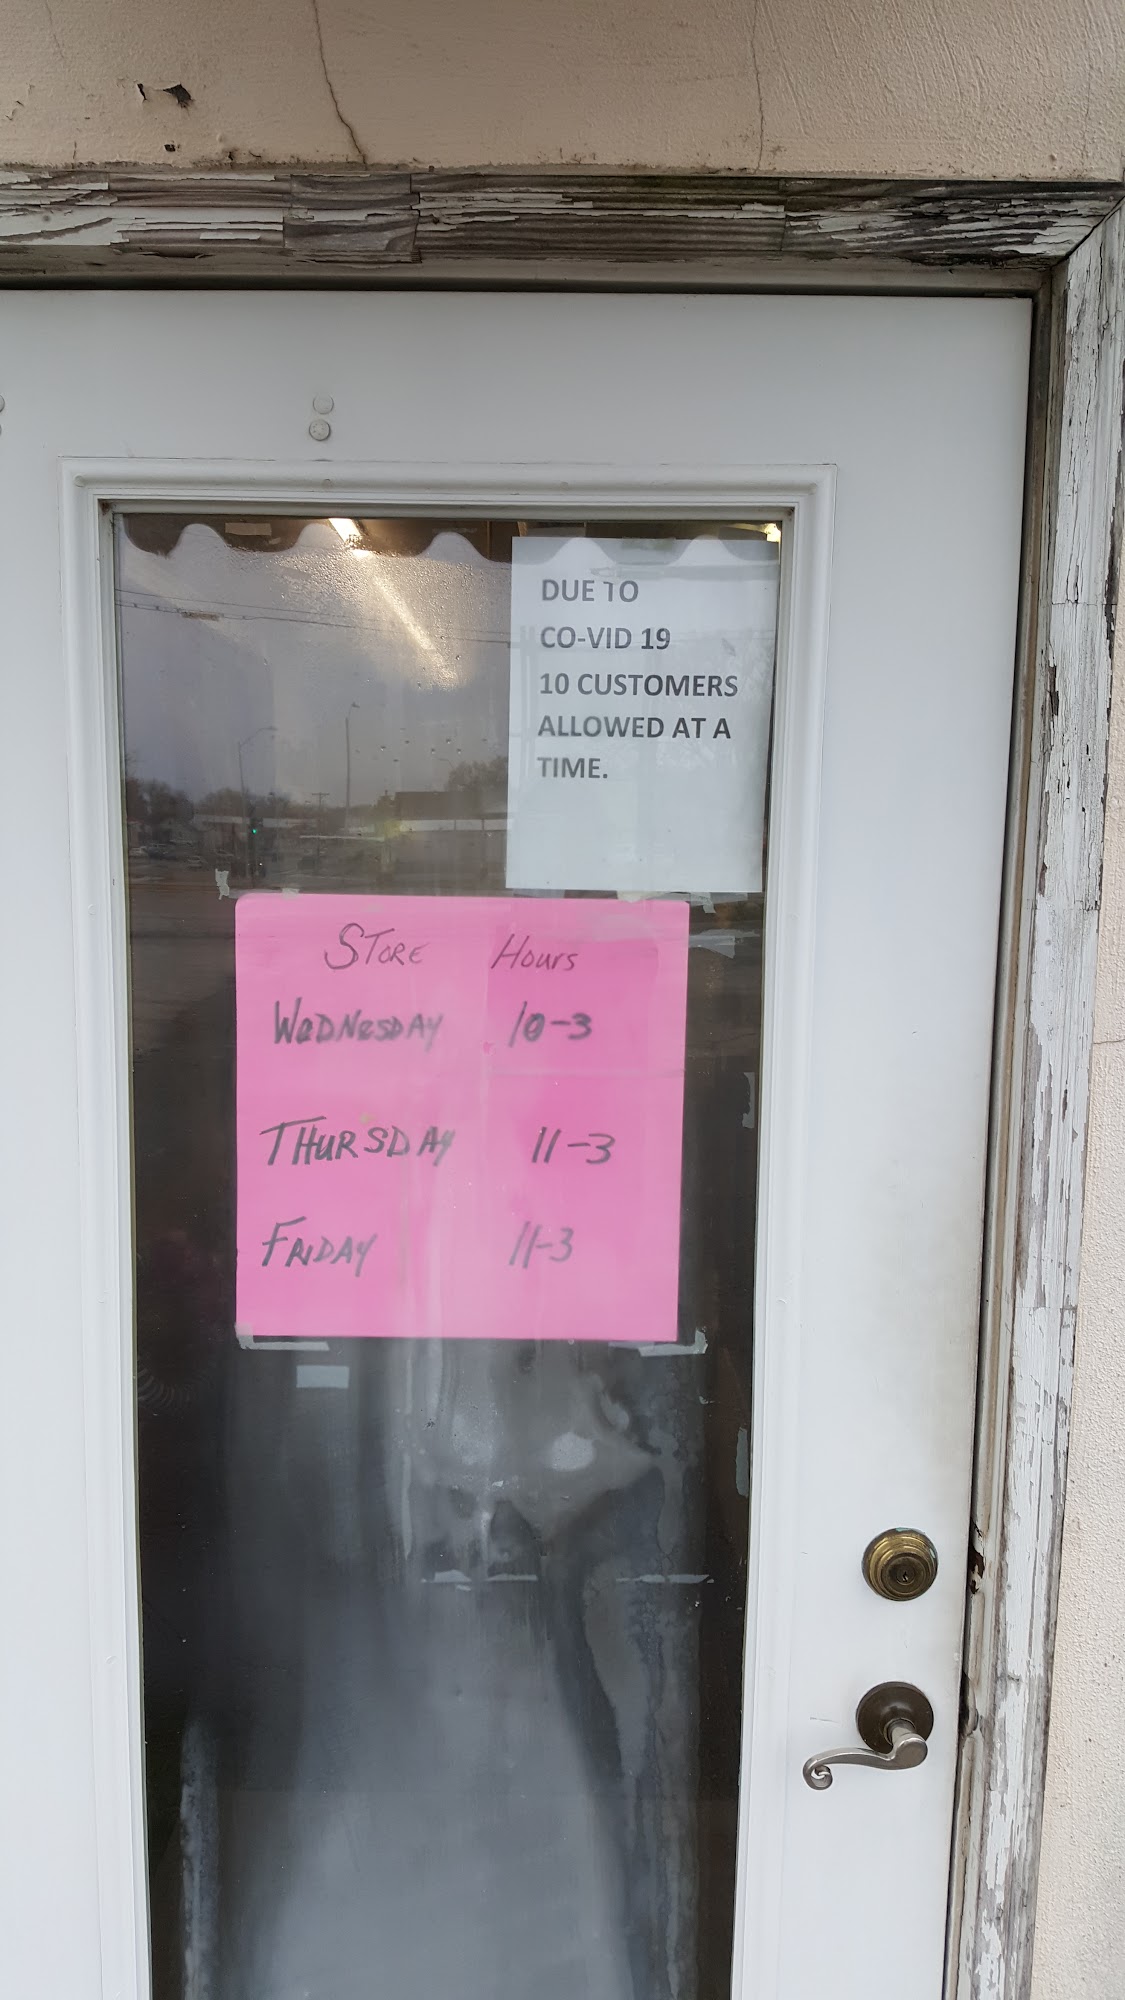 DUE TO
CO-VID 19
10 CUSTOMERS
ALLOWED AT A
TIME.
STORE Hours
WEDNESDAY 10-3
THURSDAY 11-3
FRIDAY 11-3